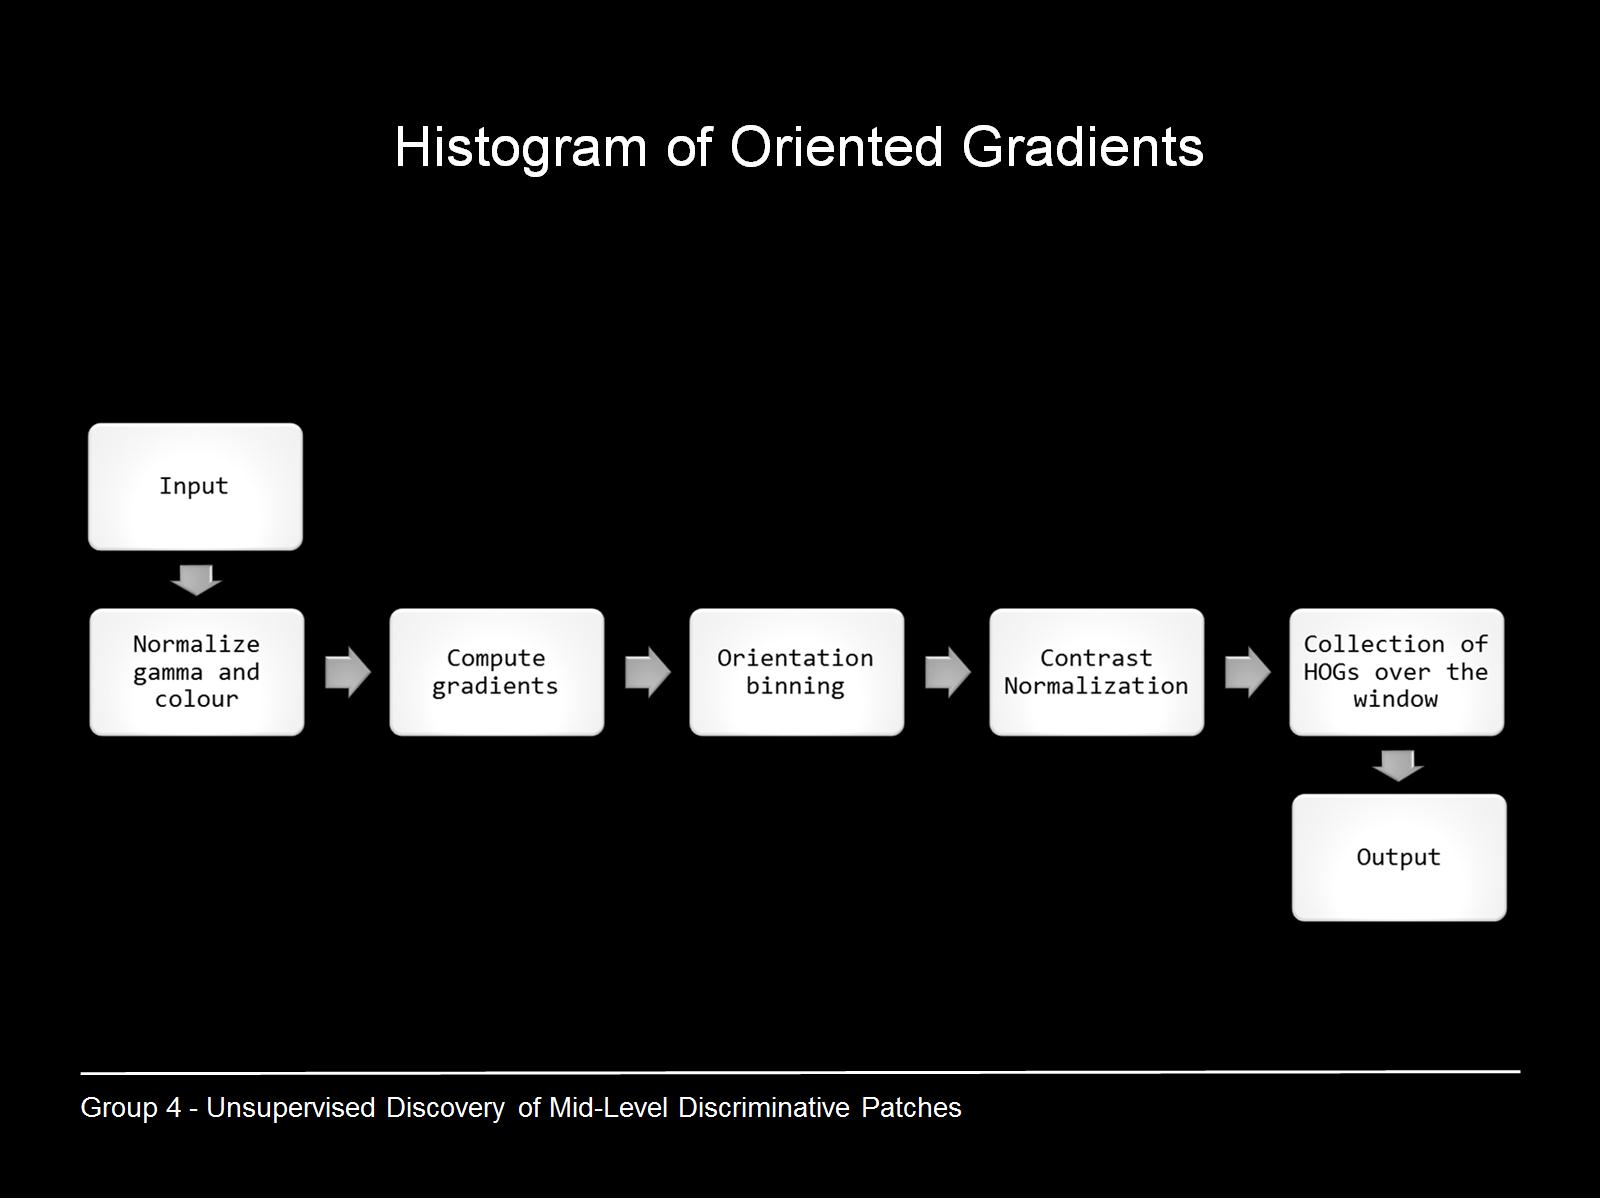 Histogram of Oriented Gradients
Input
Normalize
gamma and
colour
Compute
gradients
Orientation
binning
Contrast
Normalization
Collection of
HOGs over the
window
Output
Group 4 - Unsupervised Discovery of Mid-Level Discriminative Patches